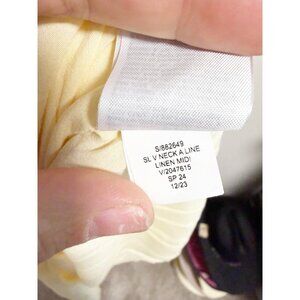 S/882649
SL V NECK A LINE
LINEN MIDI
V/2047615
SP 24
12/23